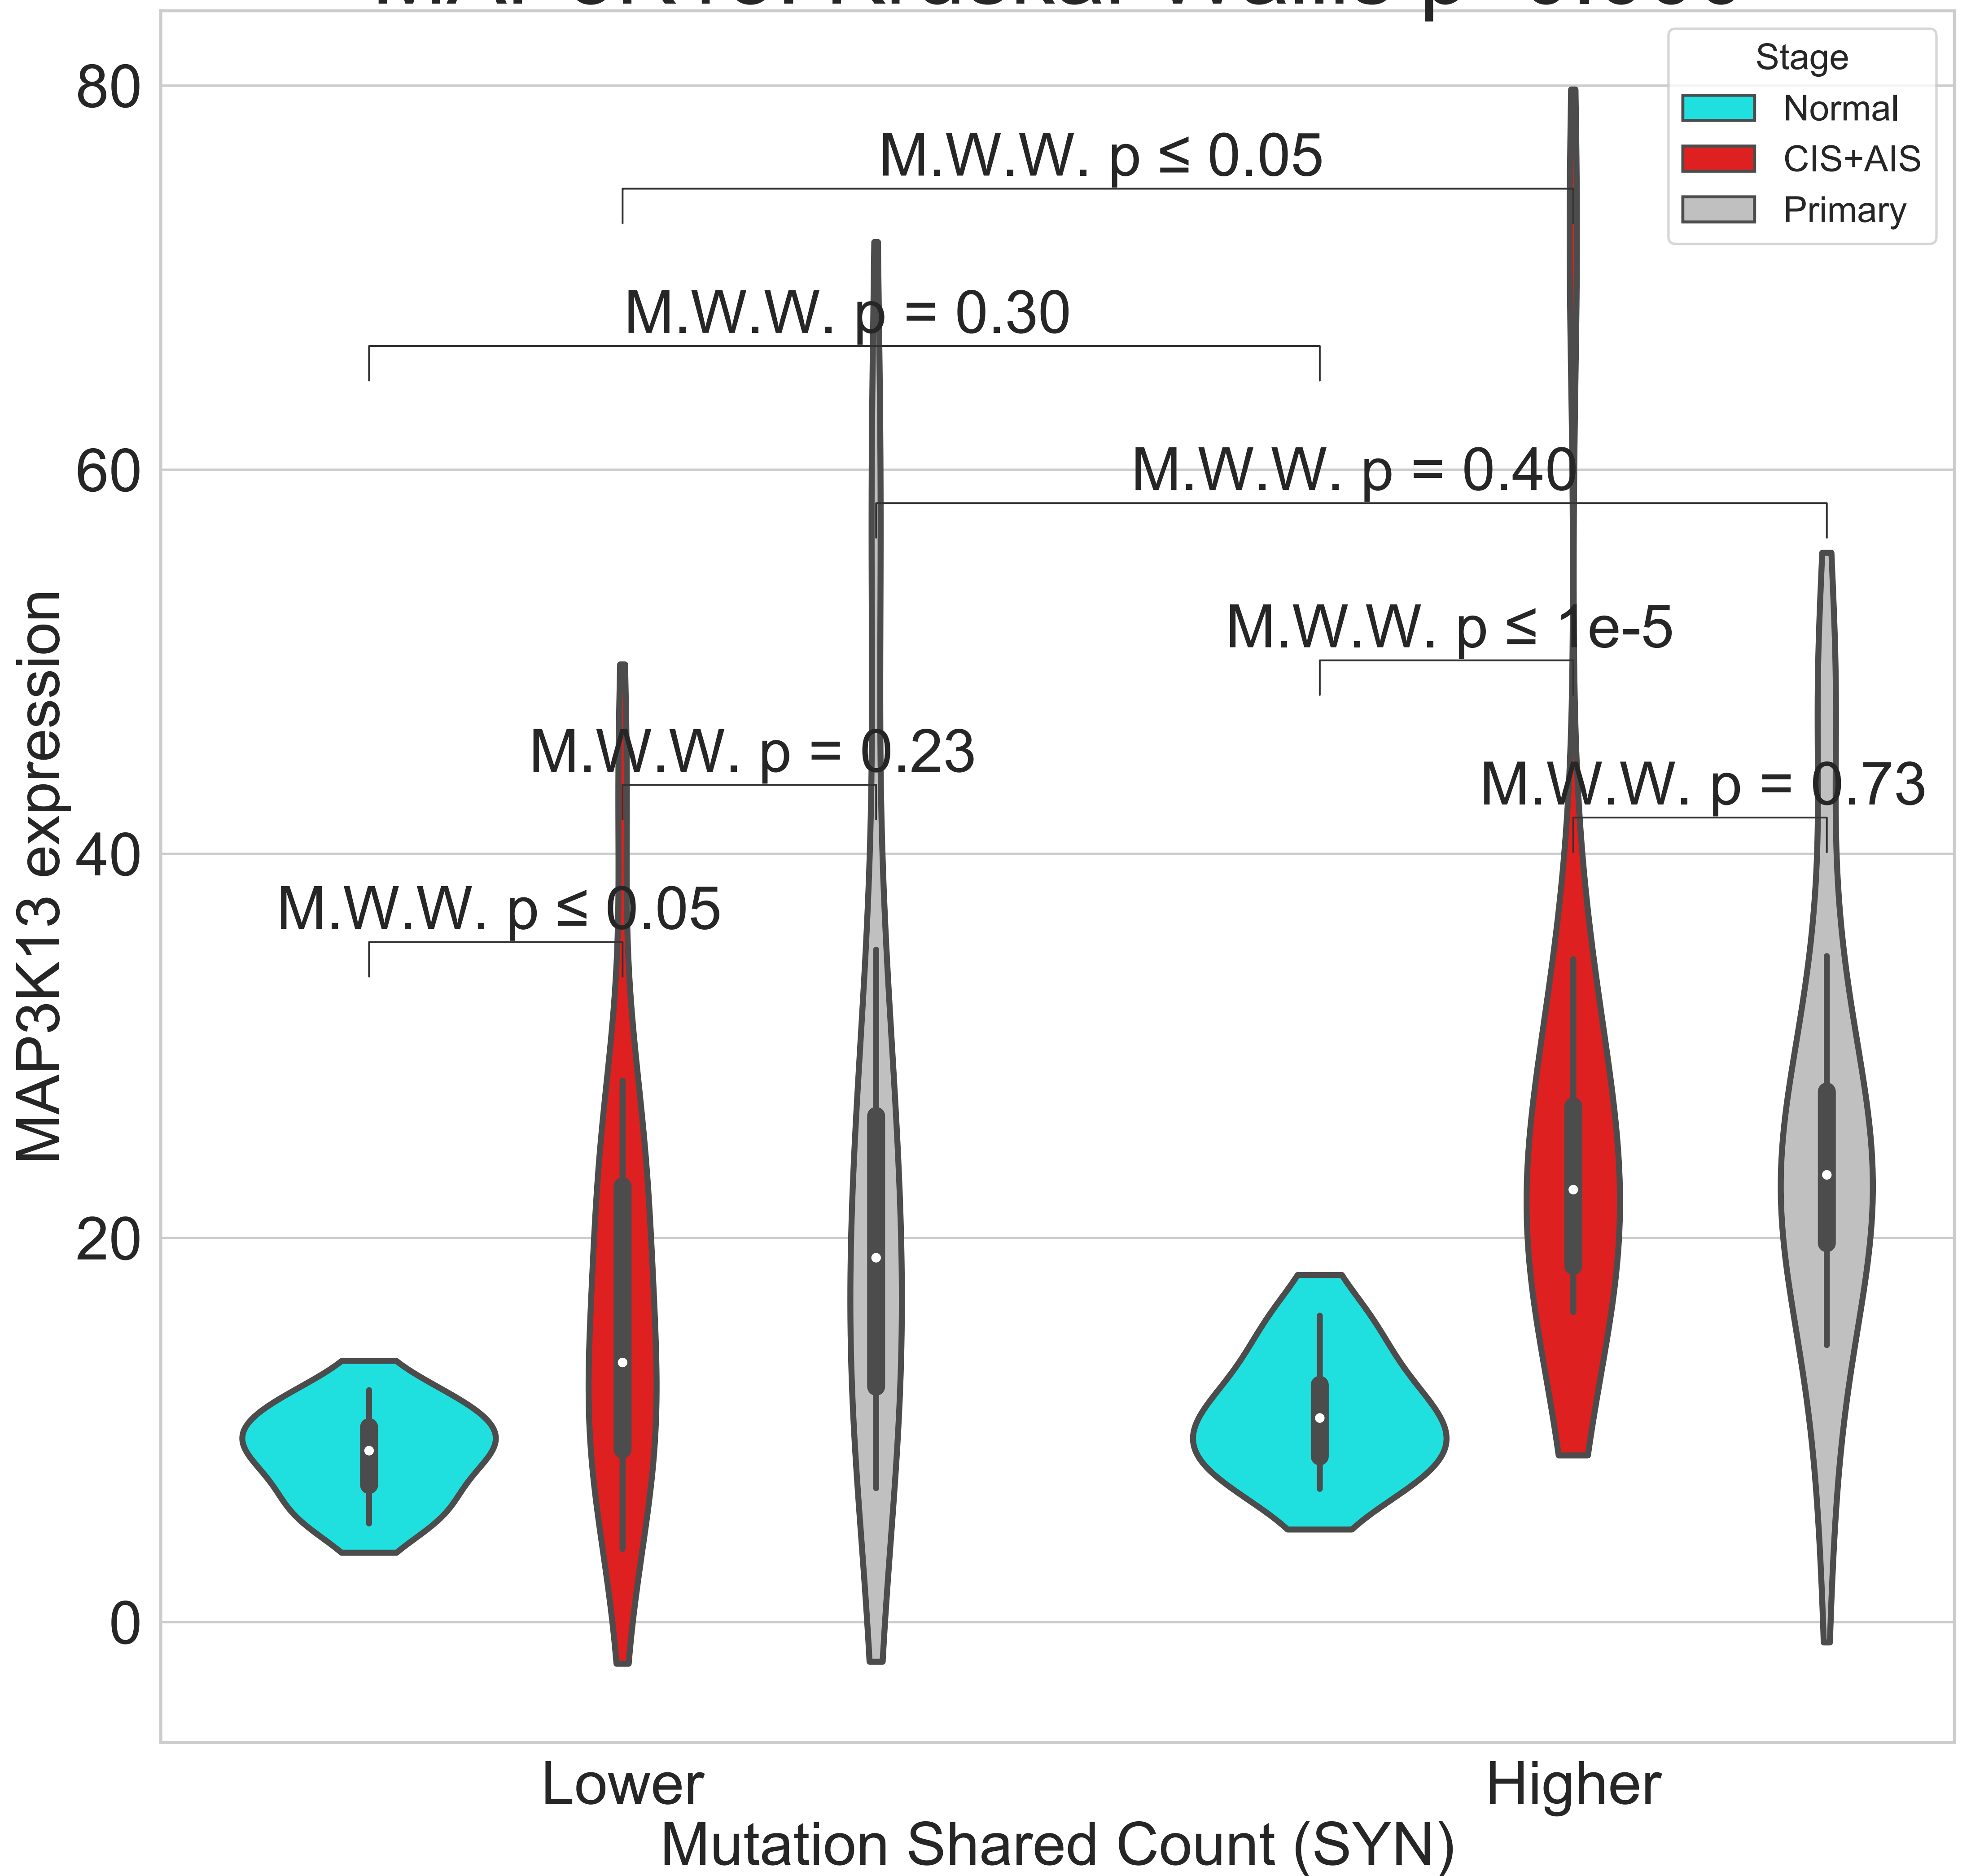 Stage
Normal
CIS+AIS
Primary
M.W.W. p ≤ 0.05
M.W.W. p = 0.30
M.W.W. p = 0.40
M.W.W. p ≤ 1e-5
M.W.W. p = 0.23
M.W.W. p = 0.73
M.W.W. p ≤ 0.05
80
60
40
20
0
MAP3K13 expression
Lower
Higher
Mutation Shared Count (SYN)